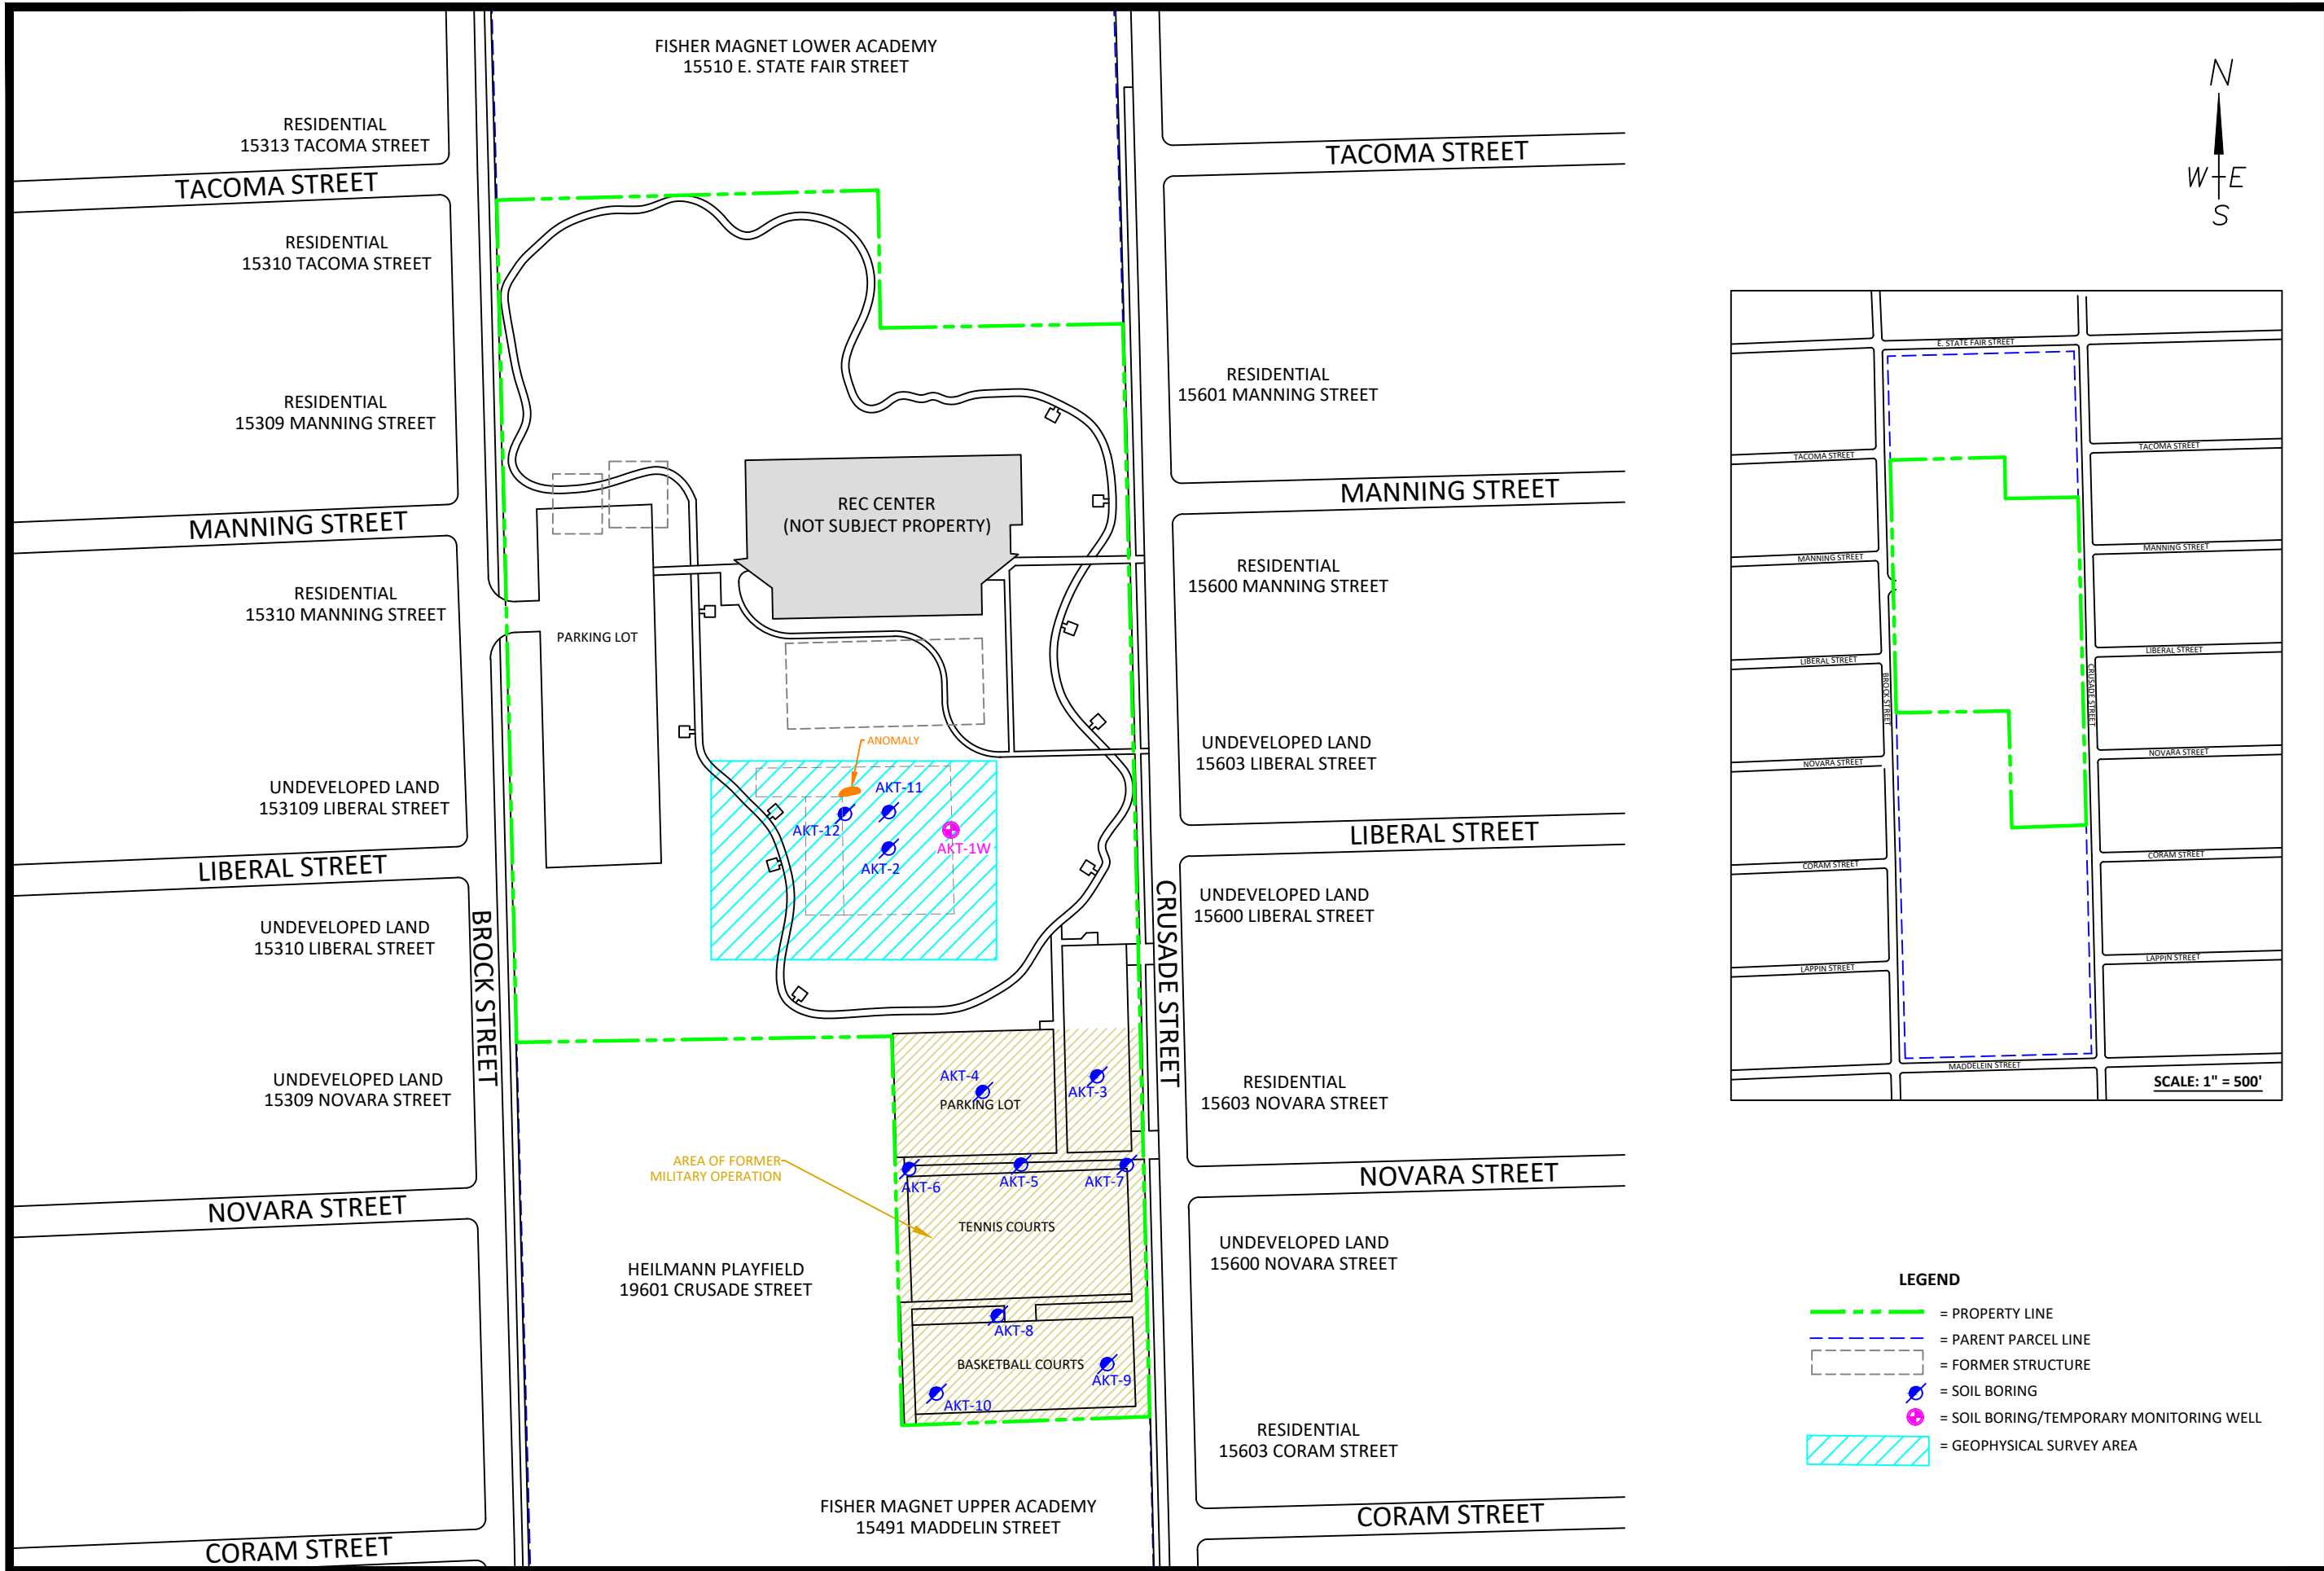 FISHER MAGNET LOWER ACADEMY
15510 E. STATE FAIR STREET
N
W E
S
RESIDENTIAL
15313 TACOMA STREET
TACOMA STREET
TACOMA STREET
RESIDENTIAL
15310 TACOMA STREET
RESIDENTIAL
15309 MANNING STREET
RESIDENTIAL
15601 MANNING STREET
MANNING STREET
MANNING STREET
REC CENTER
(NOT SUBJECT PROPERTY)
RESIDENTIAL
15310 MANNING STREET
RESIDENTIAL
15600 MANNING STREET
PARKING LOT
ANOMALY
UNDEVELOPED LAND
15603 LIBERAL STREET
UNDEVELOPED LAND
153109 LIBERAL STREET
AKT-11
AKT-12
AKT-1W
AKT-2
LIBERAL STREET
LIBERAL STREET
UNDEVELOPED LAND
15600 LIBERAL STREET
UNDEVELOPED LAND
15310 LIBERAL STREET
BROCK STREET
CRUSADE STREET
UNDEVELOPED LAND
15309 NOVARA STREET
AKT-4
PARKING LOT
AKT-3
RESIDENTIAL
15603 NOVARA STREET
AREA OF FORMER
MILITARY OPERATION
AKT-6
AKT-5
AKT-7
NOVARA STREET
NOVARA STREET
TENNIS COURTS
HEILMANN PLAYFIELD
19601 CRUSADE STREET
UNDEVELOPED LAND
15600 NOVARA STREET
AKT-8
BASKETBALL COURTS
AKT-9
AKT-10
RESIDENTIAL
15603 CORAM STREET
FISHER MAGNET UPPER ACADEMY
15491 MADDELIN STREET
CORAM STREET
CORAM STREET
E. STATE FAIR STREET
TACOMA STREET
TACOMA STREET
MANNING STREET
MANNING STREET
LIBERAL STREET
LIBERAL STREET
BROCK STREET
CRUSADE STREET
NOVARA STREET
NOVARA STREET
CORAM STREET
CORAM STREET
LAPPIN STREET
LAPPIN STREET
MADDELEIN STREET
SCALE: 1" = 500'
LEGEND
= PROPERTY LINE
= PARENT PARCEL LINE
= FORMER STRUCTURE
= SOIL BORING
= SOIL BORING/TEMPORARY MONITORING WELL
= GEOPHYSICAL SURVEY AREA